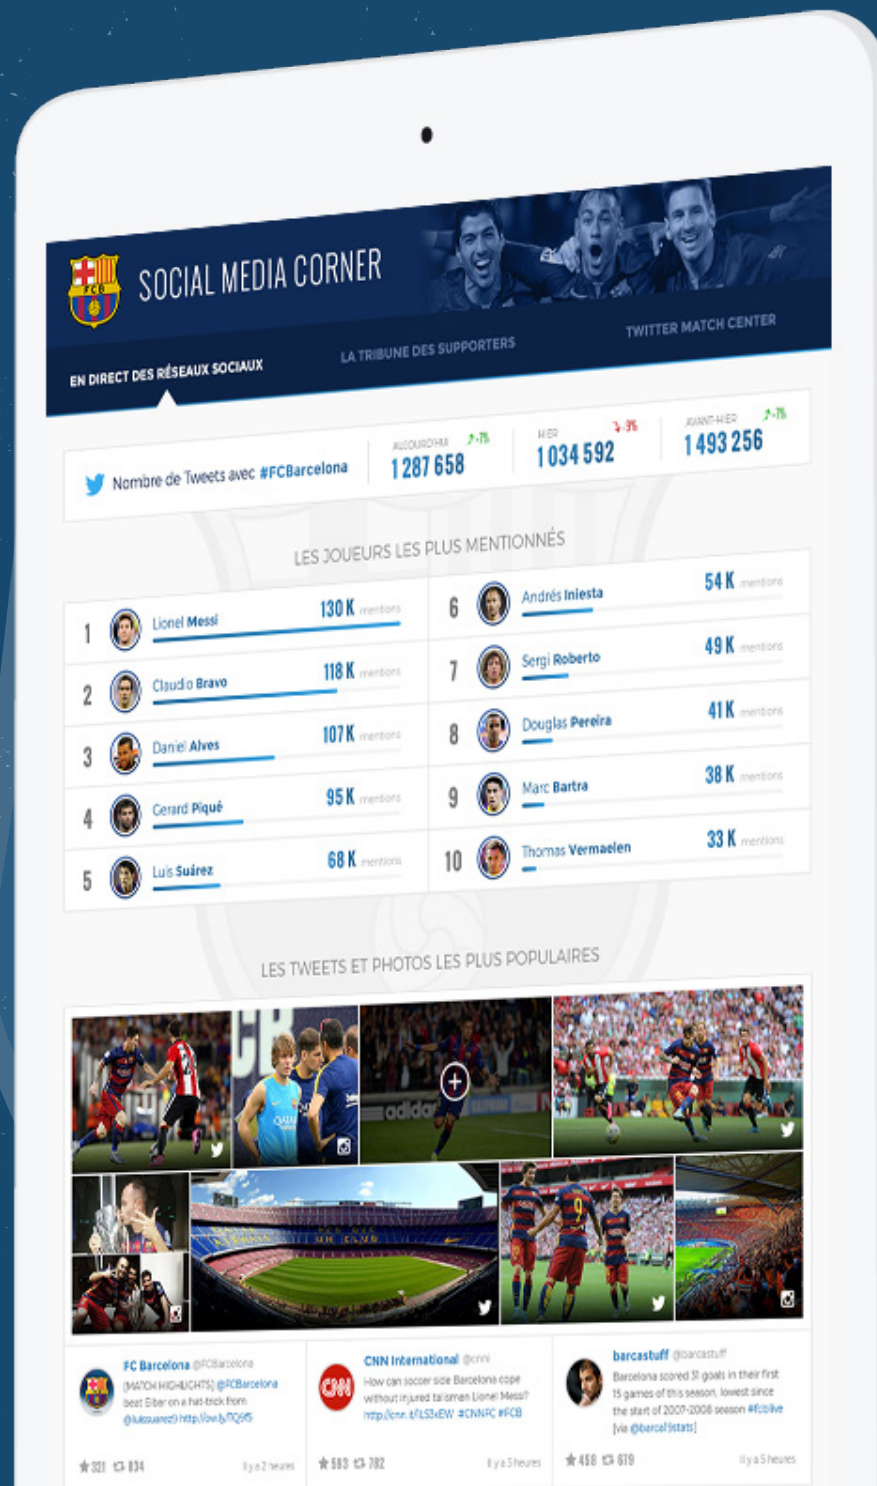 SOCIAL MEDIA CORNER
EN DIRECT DES RÉSEAUX SOCIAUX
LA TRIBUNE DES SUPPORTERS
TWITTER MATCH CENTER
Nombre de Tweets avec #FCBarcelona
AUJOURD'HUI
1 287 658
HIER
1 034 592
AVANT-HIER
1 493 256
LES JOUEURS LES PLUS MENTIONNÉS
1 Lionel Messi 130 K mentions
2 Claudio Bravo 118 K mentions
3 Daniel Alves 107 K mentions
4 Gerard Piqué 95 K mentions
5 Luis Suárez 68 K mentions
6 Andrés Iniesta 54 K mentions
7 Sergi Roberto 49 K mentions
8 Douglas Pereira 41 K mentions
9 Marc Bartra 38 K mentions
10 Thomas Vermaelen 33 K mentions
LES TWEETS ET PHOTOS LES PLUS POPULAIRES
adidas
FC Barcelona @FCBarcelona
[MATCH HIGHLIGHTS] @FCBarcelona
beat Eiber on a hat-trick from
@luissuarez9
321 834
Il y a 2 heures
CNN
CNN International @cnni
How can soccer side Barcelona cope
without injured talisman Lionel Messi?
#CNNFC #FCB
593 782
Il y a 3 heures
barcastuff @barcastuff
Barcelona scored 31 goals in their first
15 games of this season, lowest since
the start of 2007-2008 season #fcblive
[via @barca19stats]
458 679
Il y a 5 heures